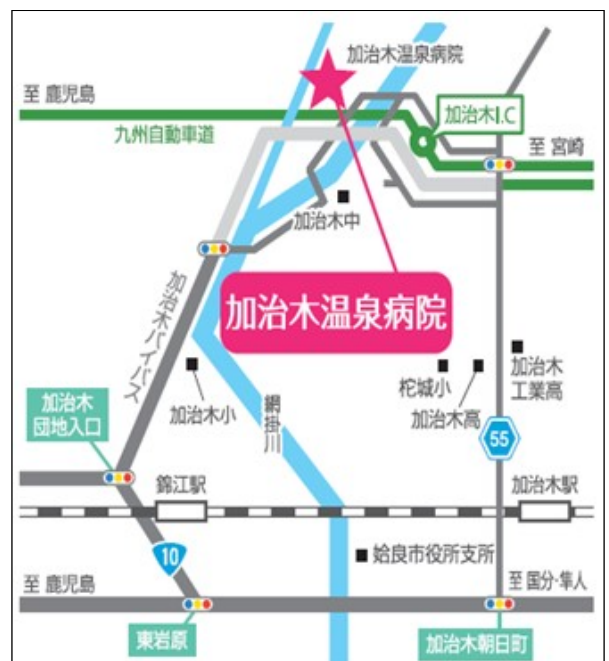 加治木温泉病院
至 鹿児島
加治木I.C
九州自動車道
至 宮崎
加治木中
加治木温泉病院
加治木バイパス
加治木
工業高
柁城小
加治木高
加治木小
網掛川
加治木
団地入口
55
錦江駅
加治木駅
10
姶良市役所支所
至 鹿児島
至 国分・隼人
東岩原
加治木朝日町